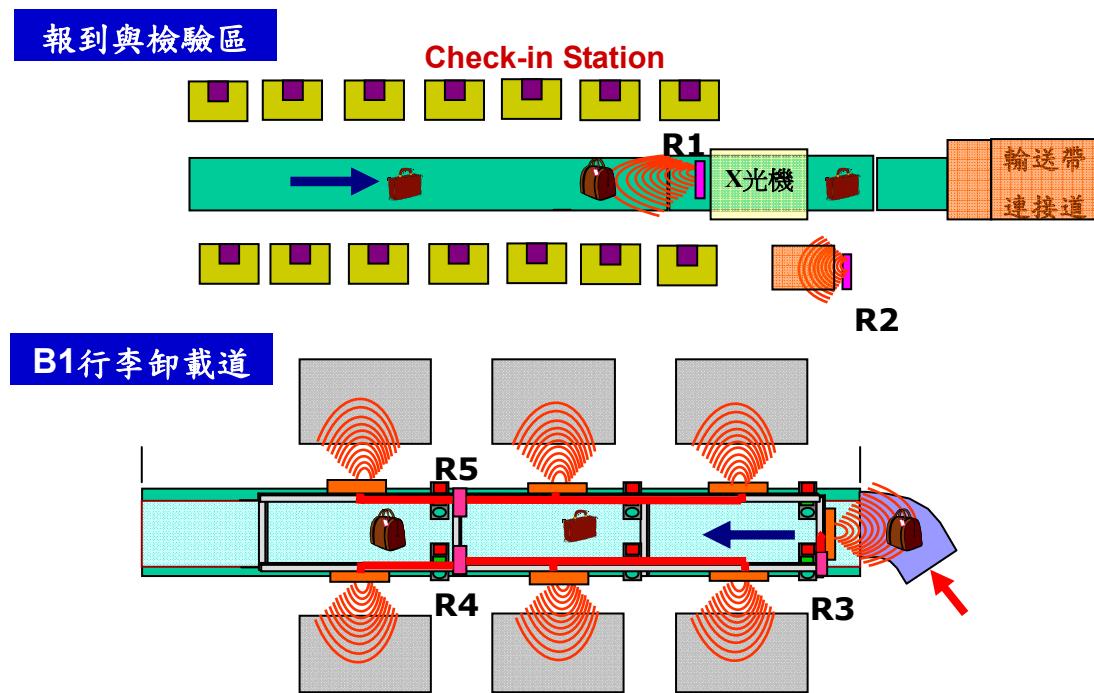 報到與檢驗區
Check-in Station
R1
X光機
輸送帶
連接道
R2
B1行李卸載道
R5
R4
R3